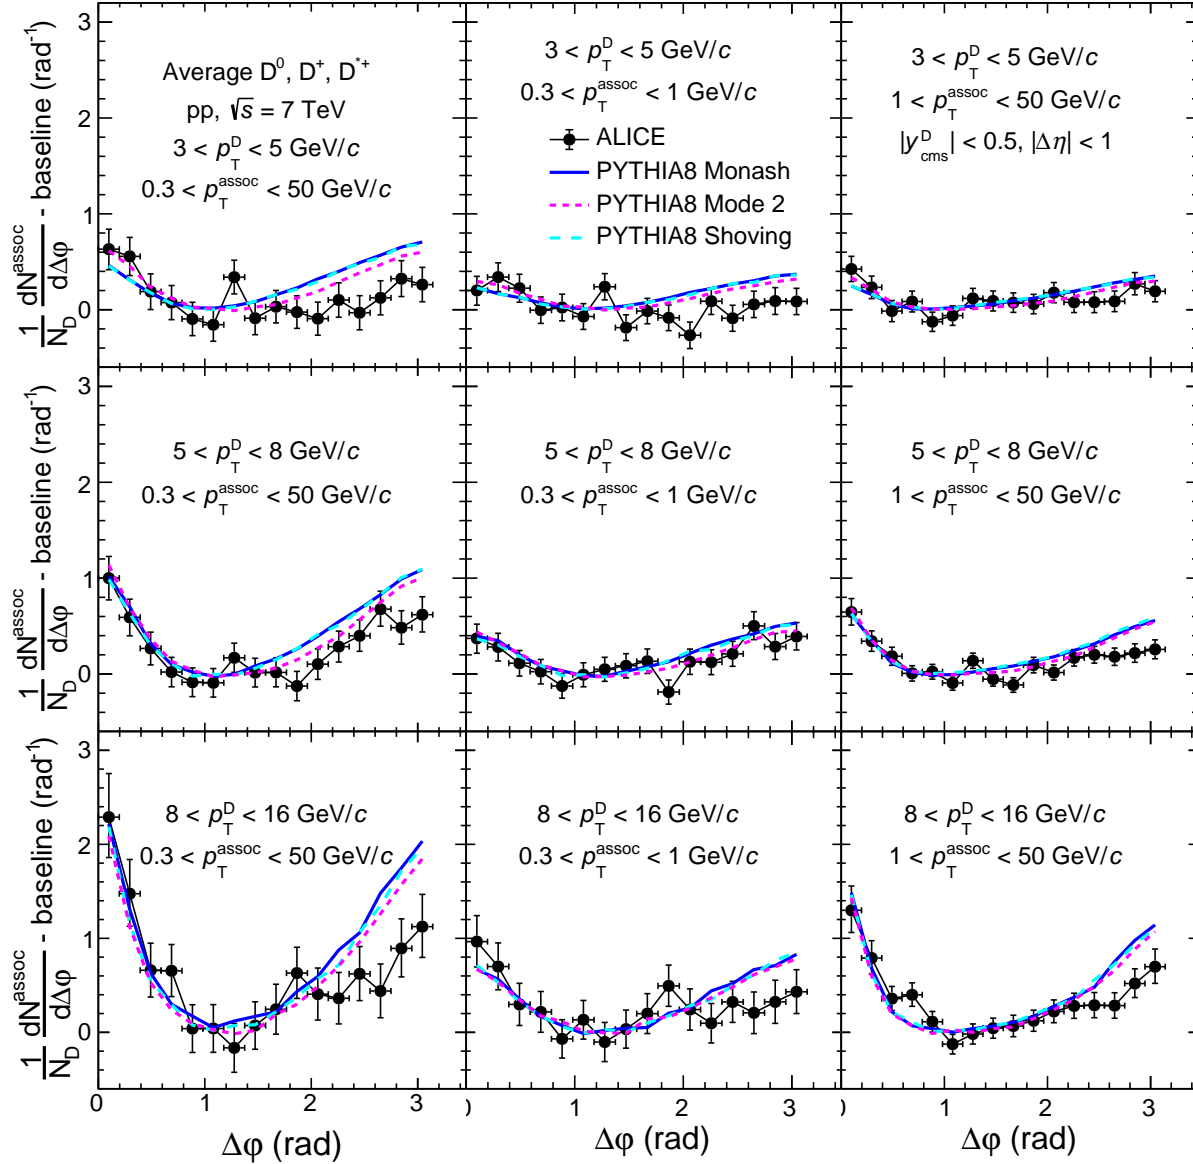 3
2
1
0
1/N_D dN^assoc/dΔφ - baseline (rad⁻¹)
Average D⁰, D⁺, D*⁺
pp, √s = 7 TeV
3 < p_T^D < 5 GeV/c
0.3 < p_T^assoc < 50 GeV/c
3 < p_T^D < 5 GeV/c
0.3 < p_T^assoc < 1 GeV/c
ALICE
PYTHIA8 Monash
PYTHIA8 Mode 2
PYTHIA8 Shoving
3 < p_T^D < 5 GeV/c
1 < p_T^assoc < 50 GeV/c
|y_cms^D| < 0.5, |Δη| < 1
3
2
1
0
1/N_D dN^assoc/dΔφ - baseline (rad⁻¹)
5 < p_T^D < 8 GeV/c
0.3 < p_T^assoc < 50 GeV/c
5 < p_T^D < 8 GeV/c
0.3 < p_T^assoc < 1 GeV/c
5 < p_T^D < 8 GeV/c
1 < p_T^assoc < 50 GeV/c
3
2
1
0
1/N_D dN^assoc/dΔφ - baseline (rad⁻¹)
8 < p_T^D < 16 GeV/c
0.3 < p_T^assoc < 50 GeV/c
8 < p_T^D < 16 GeV/c
0.3 < p_T^assoc < 1 GeV/c
8 < p_T^D < 16 GeV/c
1 < p_T^assoc < 50 GeV/c
0 1 2 3
0 1 2 3
0 1 2 3
Δφ (rad)
Δφ (rad)
Δφ (rad)